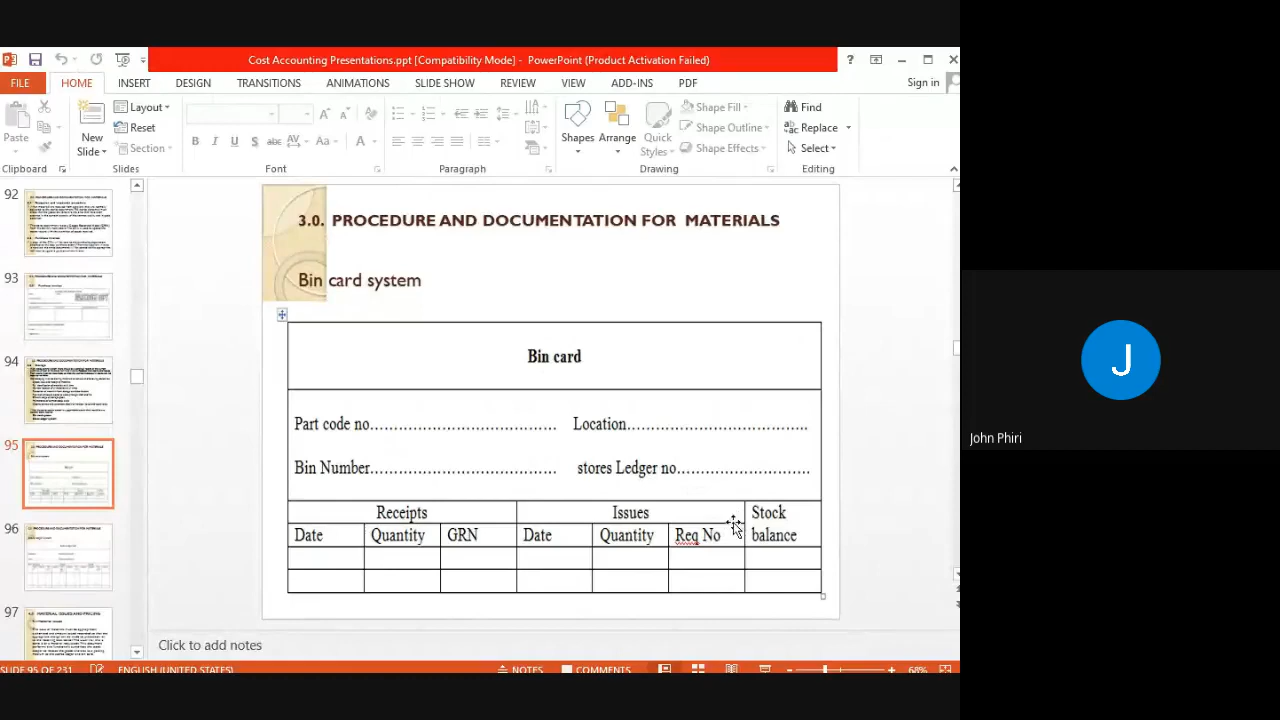 Cost Accounting Presentations.ppt [Compatibility Mode] - PowerPoint (Product Activation Failed)
FILE HOME INSERT DESIGN TRANSITIONS ANIMATIONS SLIDE SHOW REVIEW VIEW ADD-INS PDF Sign in
Paste
New Slide
Layout
Reset
Section
Shapes
Arrange
Quick Styles
Shape Fill
Shape Outline
Shape Effects
Find
Replace
Select
Clipboard Slides Font Paragraph Drawing Editing
92
93
94
95
96
97
3.0. PROCEDURE AND DOCUMENTATION FOR MATERIALS
Bin card system
Bin card
Part code no.......................................... Location..........................................
Bin Number.......................................... stores Ledger no..............................
Receipts Issues Stock
Date Quantity GRN Date Quantity Req No balance
Click to add notes
SLIDE 95 OF 231 ENGLISH (UNITED STATES) NOTES COMMENTS 68%
J
John Phiri